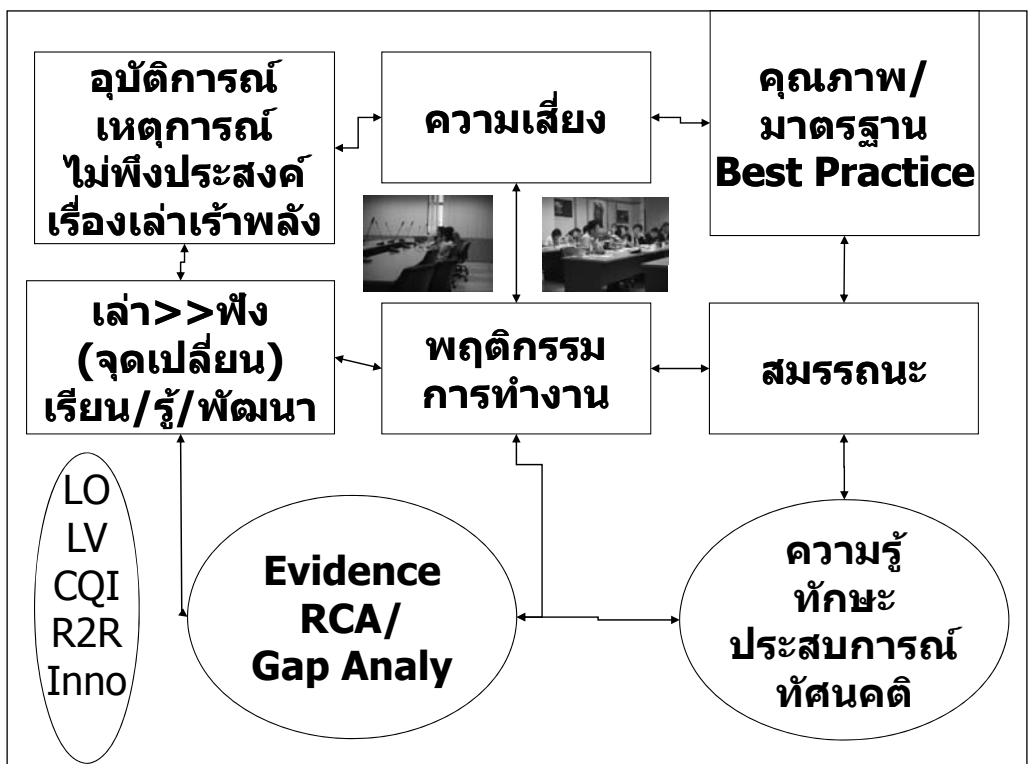 อุบัติการณ์
เหตุการณ์
ไม่พึงประสงค์
เรื่องเล่าเร้าพลัง
ความเสี่ยง
คุณภาพ/
มาตรฐาน
Best Practice
เล่า>>ฟัง
(จุดเปลี่ยน)
เรียน/รู้/พัฒนา
พฤติกรรม
การทำงาน
สมรรถนะ
LO
LV
CQI
R2R
Inno
Evidence
RCA/
Gap Analy
ความรู้
ทักษะ
ประสบการณ์
ทัศนคติ